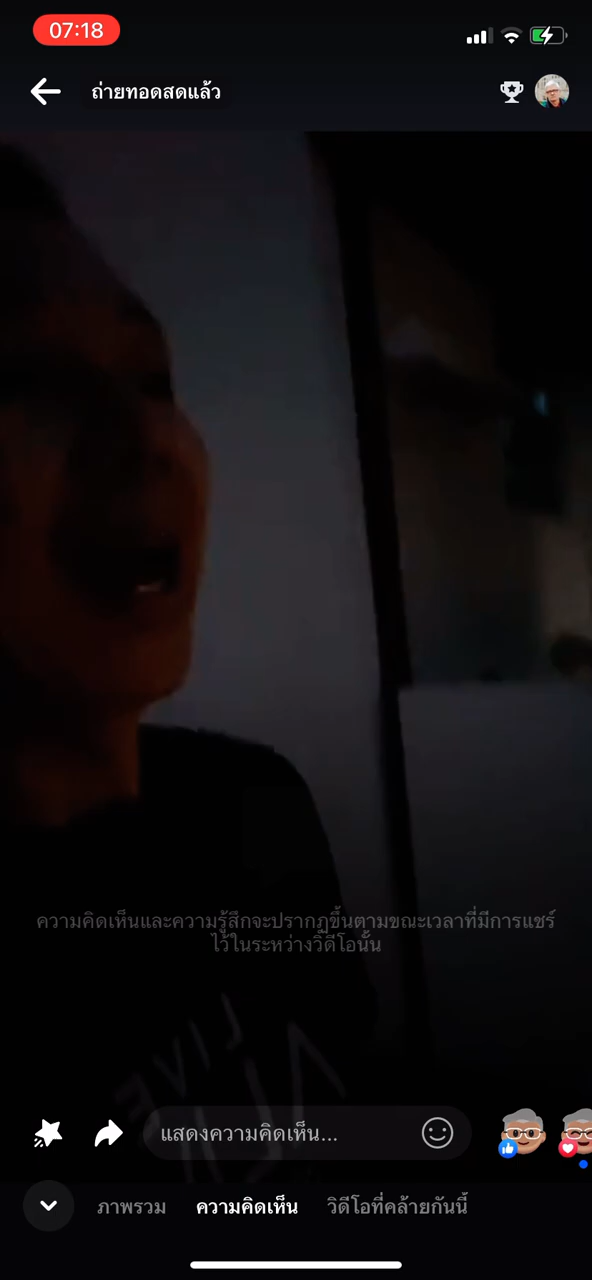 07:18
ถ่ายทอดสดแล้ว
ความคิดเห็นและความรู้สึกจะปรากฏขึ้นตามขณะเวลาที่มีการแชร์
ไว้ในระหว่างวิดีโอนั้น
LIVE
แสดงความคิดเห็น...
ภาพรวม ความคิดเห็น วิดีโอที่คล้ายกันนี้